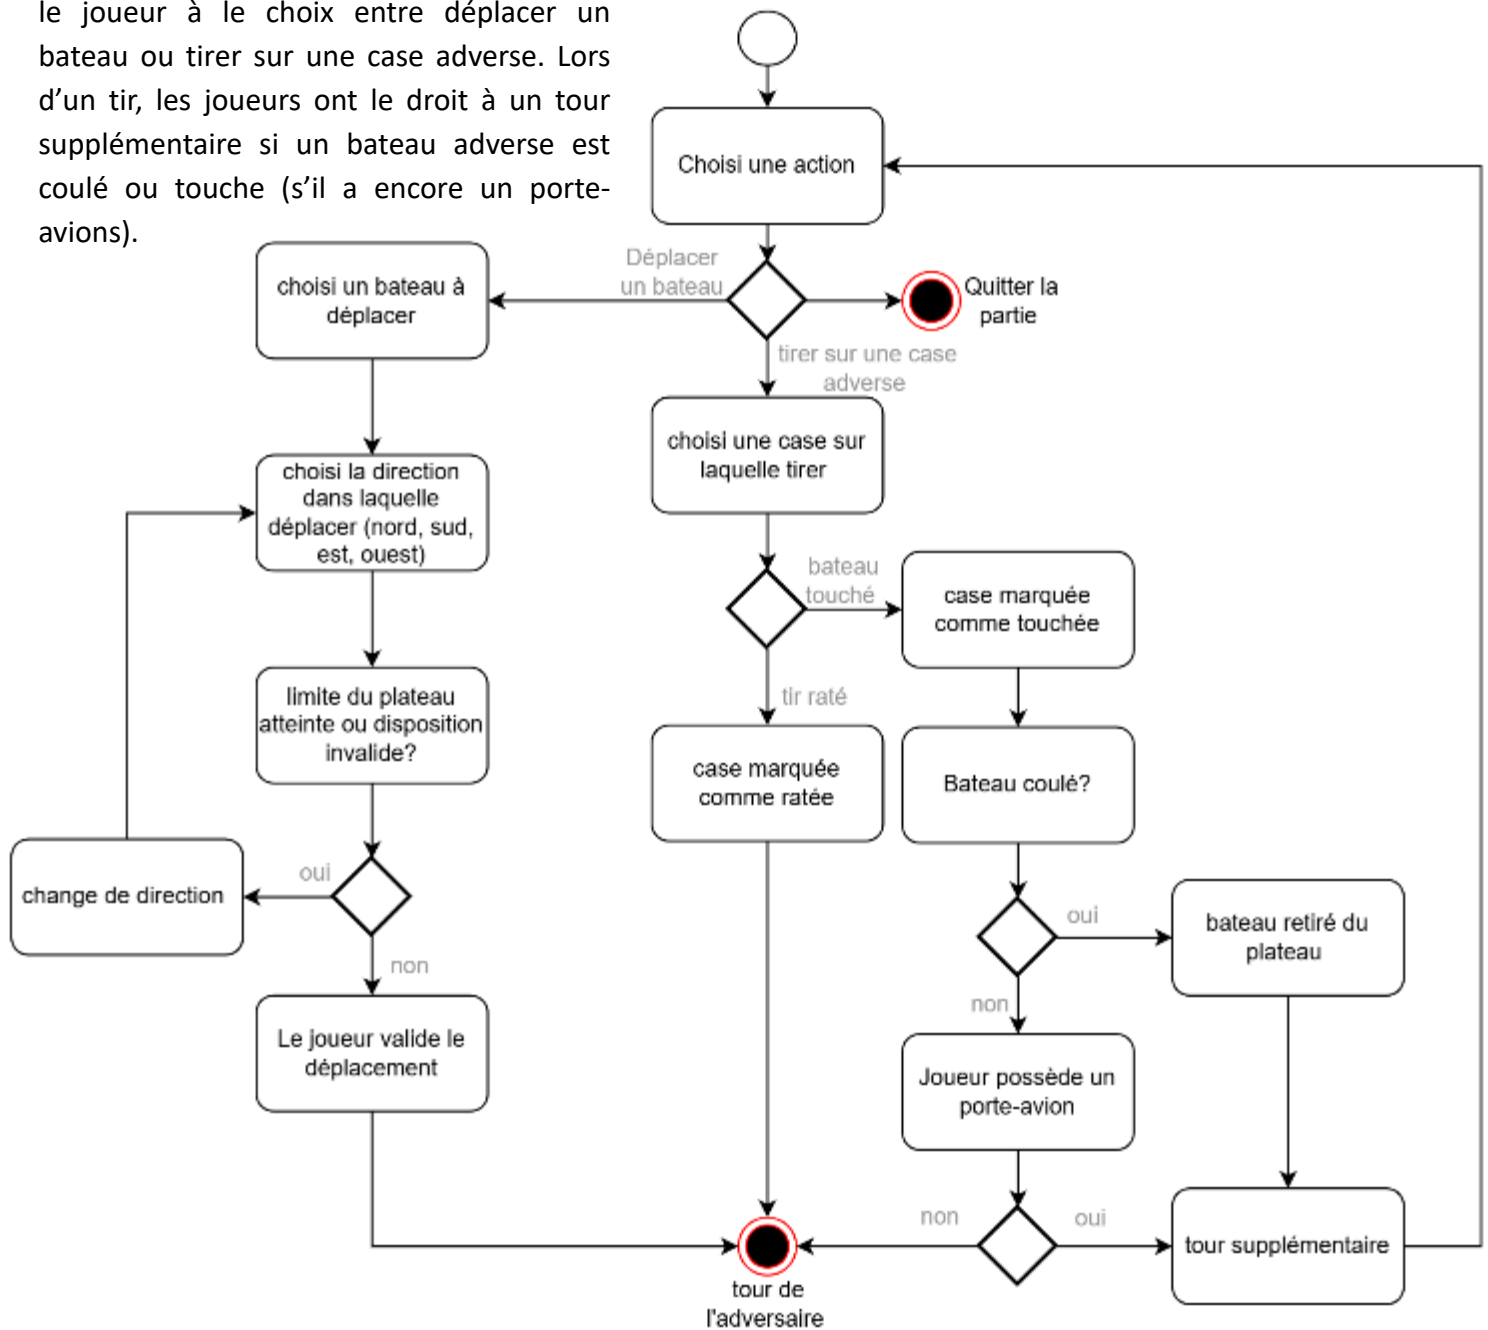 le joueur à le choix entre déplacer un
bateau ou tirer sur une case adverse. Lors
d’un tir, les joueurs ont le droit à un tour
supplémentaire si un bateau adverse est
coulé ou touche (s’il a encore un porte-
avions).
Choisi une action
Déplacer
un bateau
Quitter la
partie
choisi un bateau à
déplacer
tirer sur une case
adverse
choisi une case sur
laquelle tirer
choisi la direction
dans laquelle
déplacer (nord, sud,
est, ouest)
bateau
touché
case marquée
comme touchée
limite du plateau
atteinte ou disposition
invalide?
tir raté
case marquée
comme ratée
Bateau coulé?
oui
change de direction
non
oui
bateau retiré du
plateau
non
Le joueur valide le
déplacement
Joueur possède un
porte-avion
non
oui
tour supplémentaire
tour de
l'adversaire